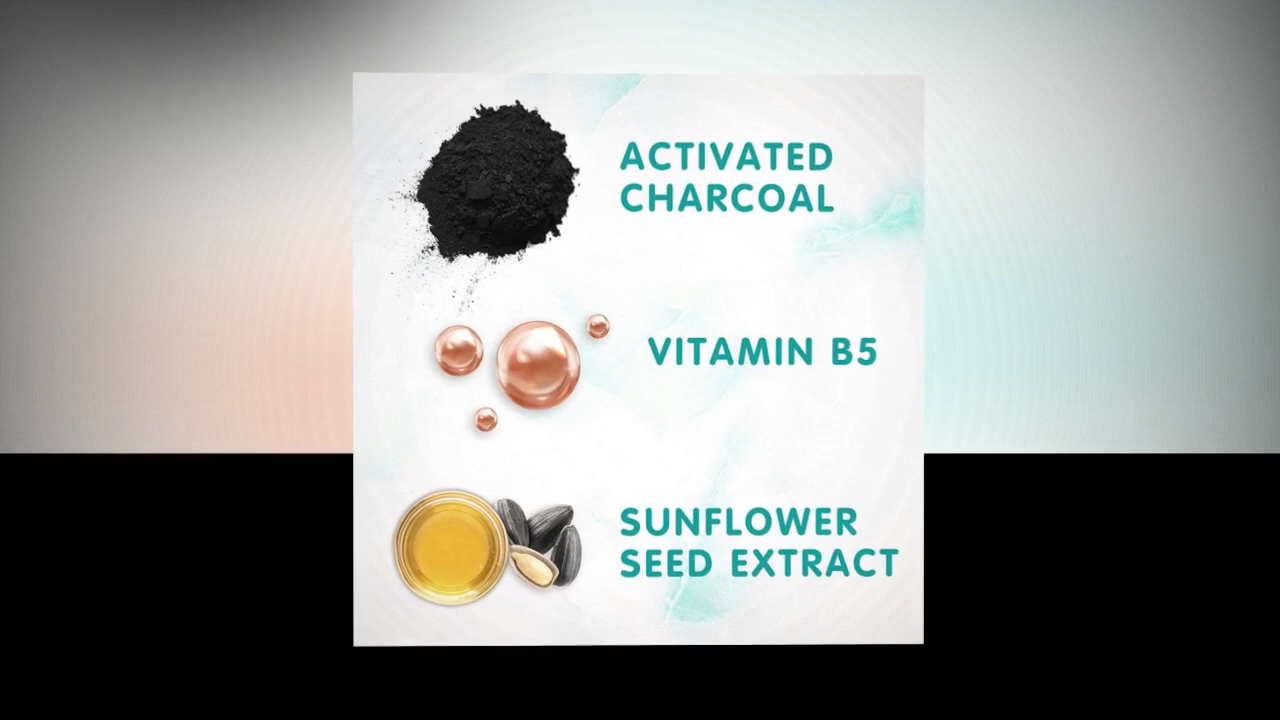 ACTIVATED
CHARCOAL
VITAMIN B5
SUNFLOWER
SEED EXTRACT